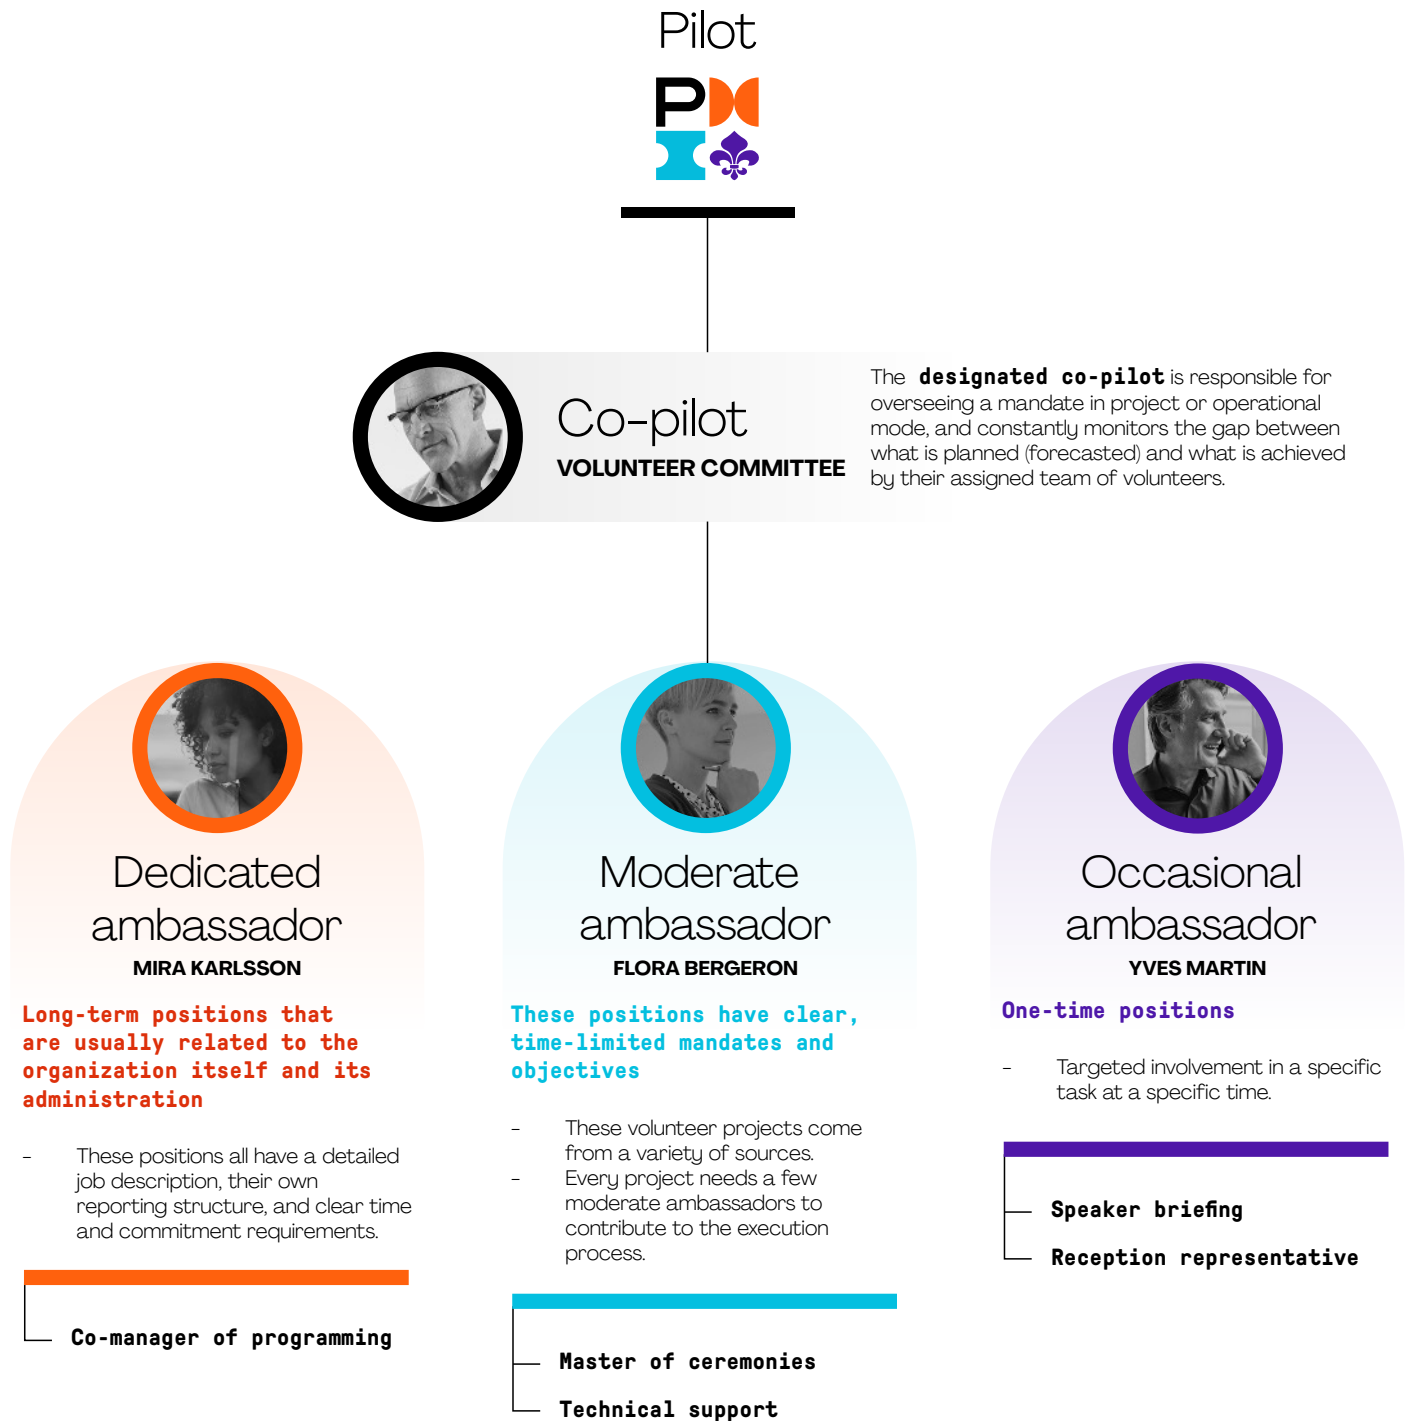 Pilot
P
Co-pilot
VOLUNTEER COMMITTEE
The designated co-pilot is responsible for
overseeing a mandate in project or operational
mode, and constantly monitors the gap between
what is planned (forecasted) and what is achieved
by their assigned team of volunteers.
Dedicated
ambassador
MIRA KARLSSON
Long-term positions that
are usually related to the
organization itself and its
administration
- These positions all have a detailed
job description, their own
reporting structure, and clear time
and commitment requirements.
Co-manager of programming
Moderate
ambassador
FLORA BERGERON
These positions have clear,
time-limited mandates and
objectives
- These volunteer projects come
from a variety of sources.
- Every project needs a few
moderate ambassadors to
contribute to the execution
process.
Master of ceremonies
Technical support
Occasional
ambassador
YVES MARTIN
One-time positions
- Targeted involvement in a specific
task at a specific time.
Speaker briefing
Reception representative